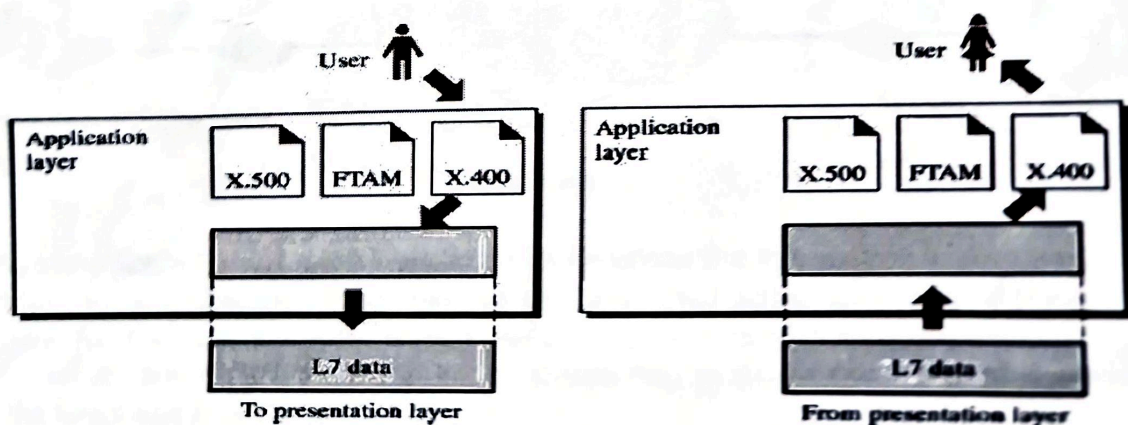 User
Application
layer
X.500
FTAM
X.400
L7 data
To presentation layer
User
Application
layer
X.500
FTAM
X.400
L7 data
From presentation layer